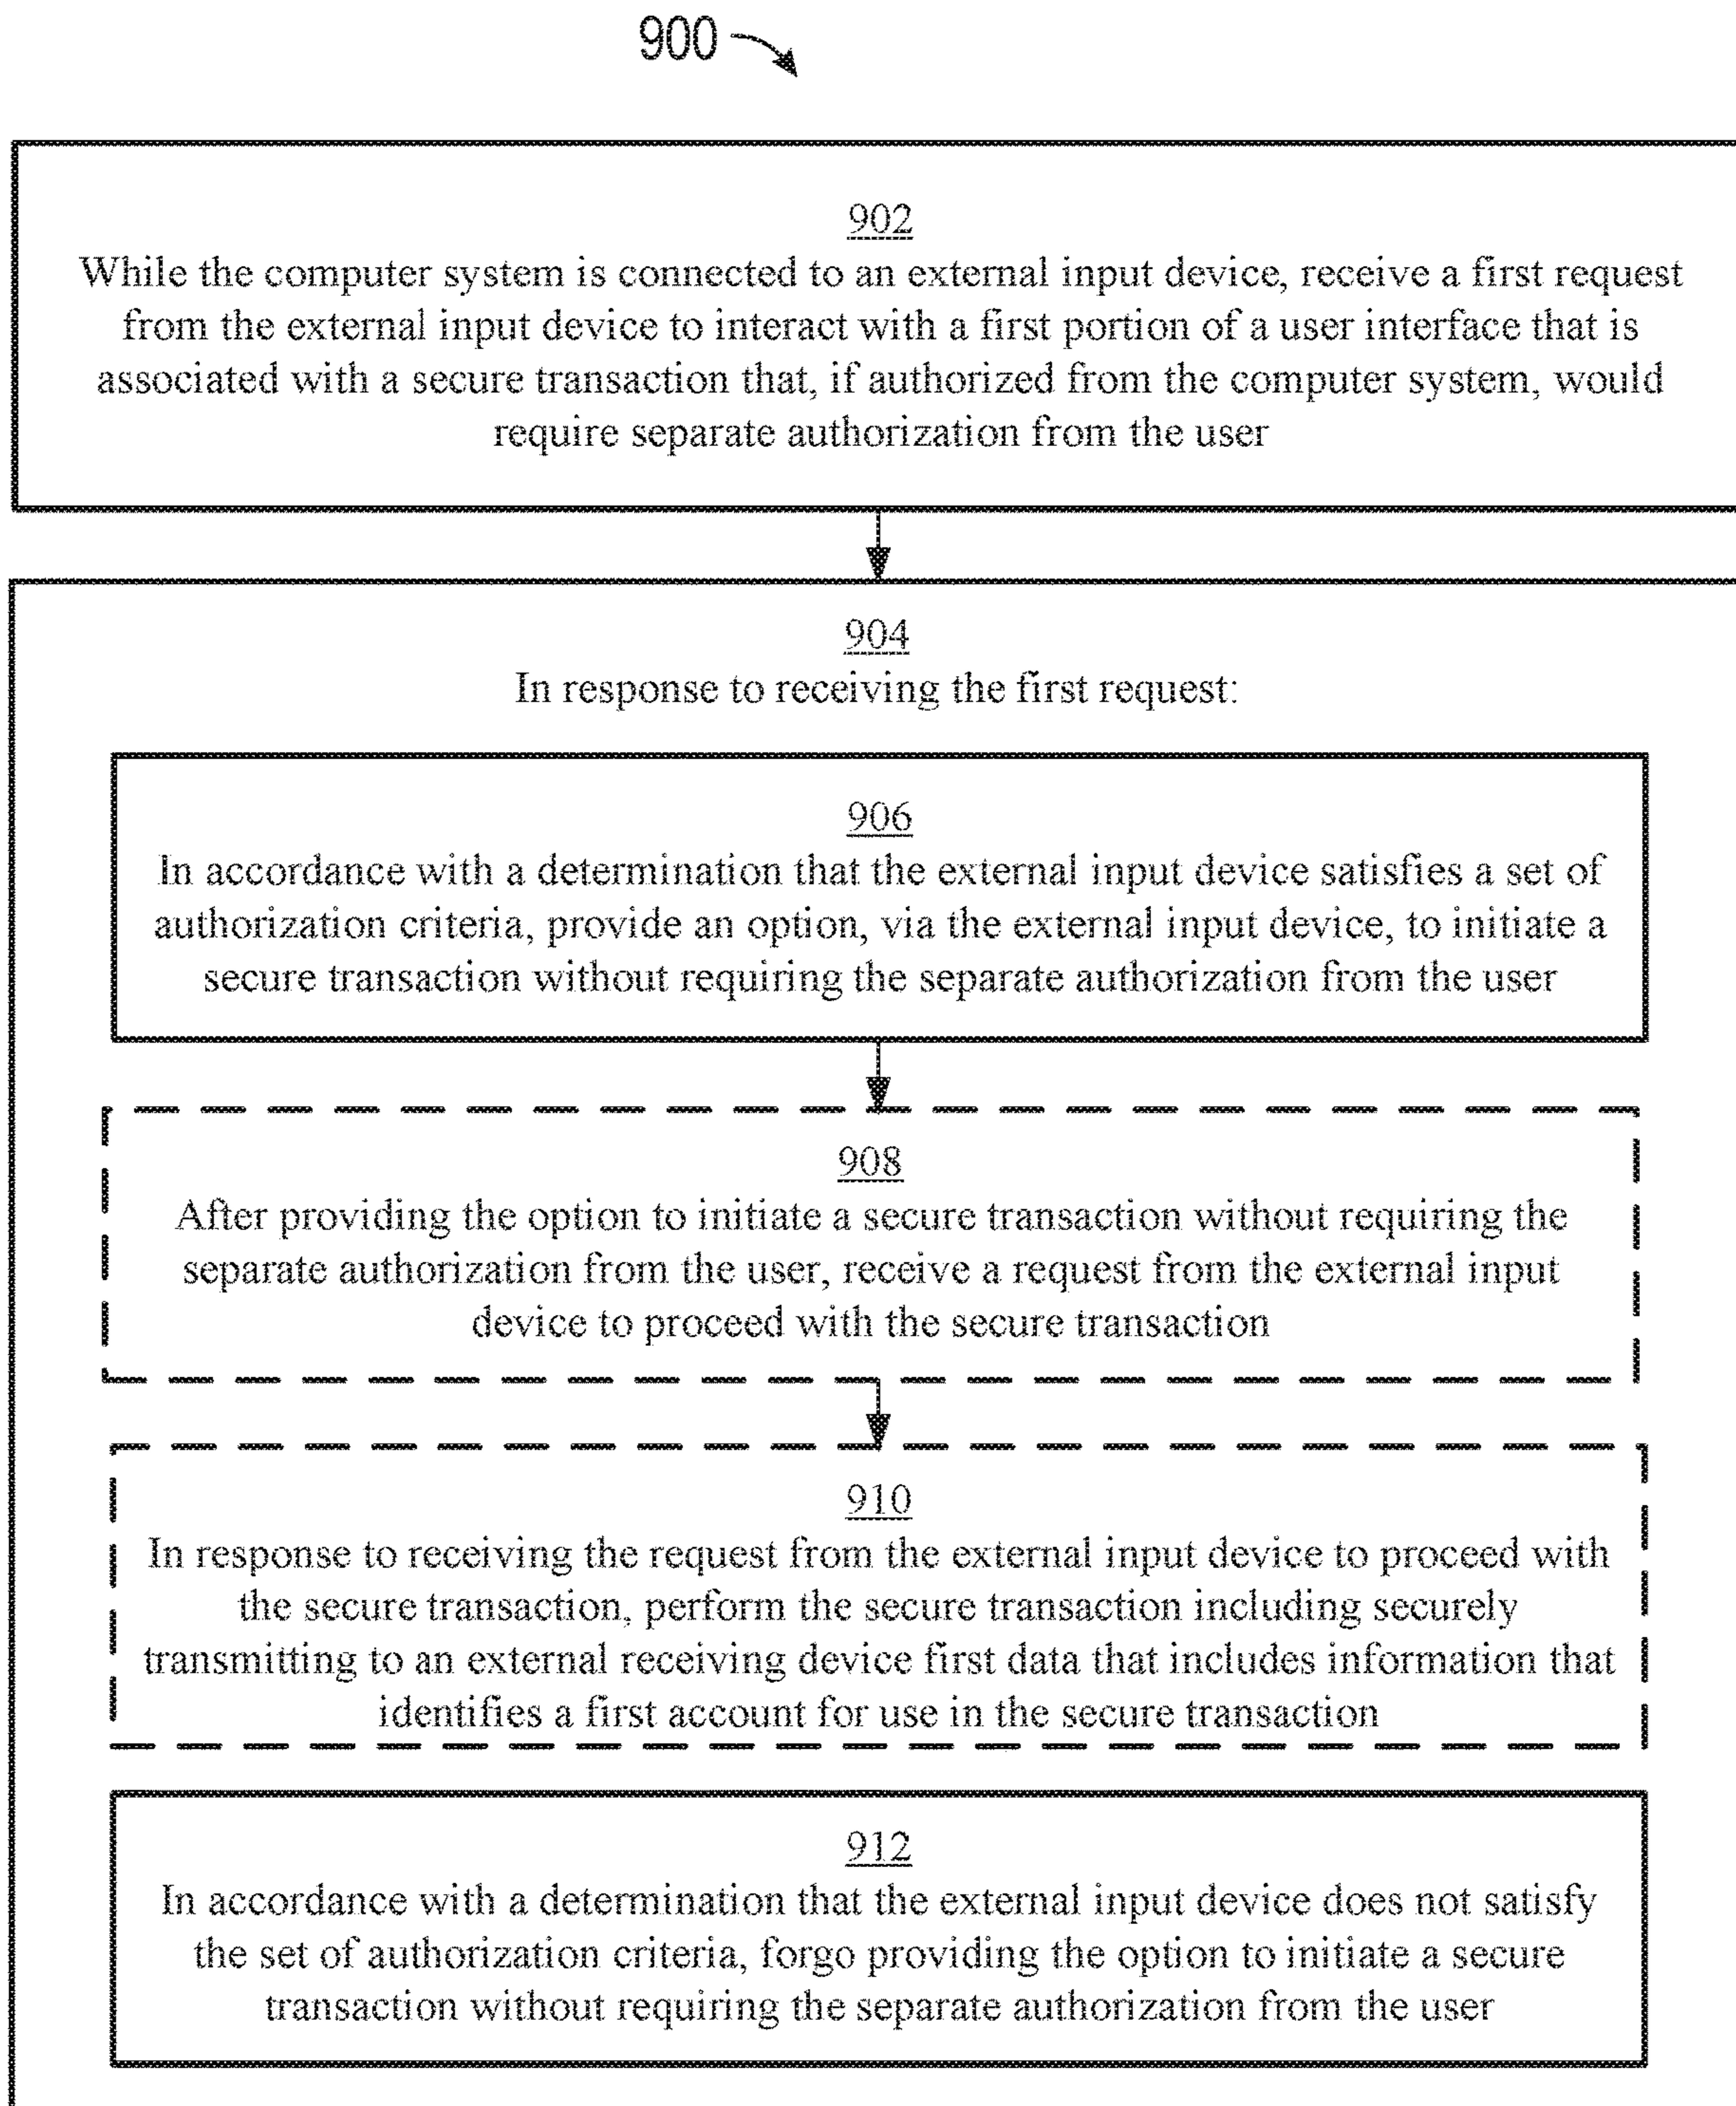 900
902
While the computer system is connected to an external input device, receive a first request
from the external input device to interact with a first portion of a user interface that is
associated with a secure transaction that, if authorized from the computer system, would
require separate authorization from the user
904
In response to receiving the first request:
906
In accordance with a determination that the external input device satisfies a set of
authorization criteria, provide an option, via the external input device, to initiate a
secure transaction without requiring the separate authorization from the user
908
After providing the option to initiate a secure transaction without requiring the
separate authorization from the user, receive a request from the external input
device to proceed with the secure transaction
910
In response to receiving the request from the external input device to proceed with
the secure transaction, perform the secure transaction including securely
transmitting to an external receiving device first data that includes information that
identifies a first account for use in the secure transaction
912
In accordance with a determination that the external input device does not satisfy
the set of authorization criteria, forgo providing the option to initiate a secure
transaction without requiring the separate authorization from the user